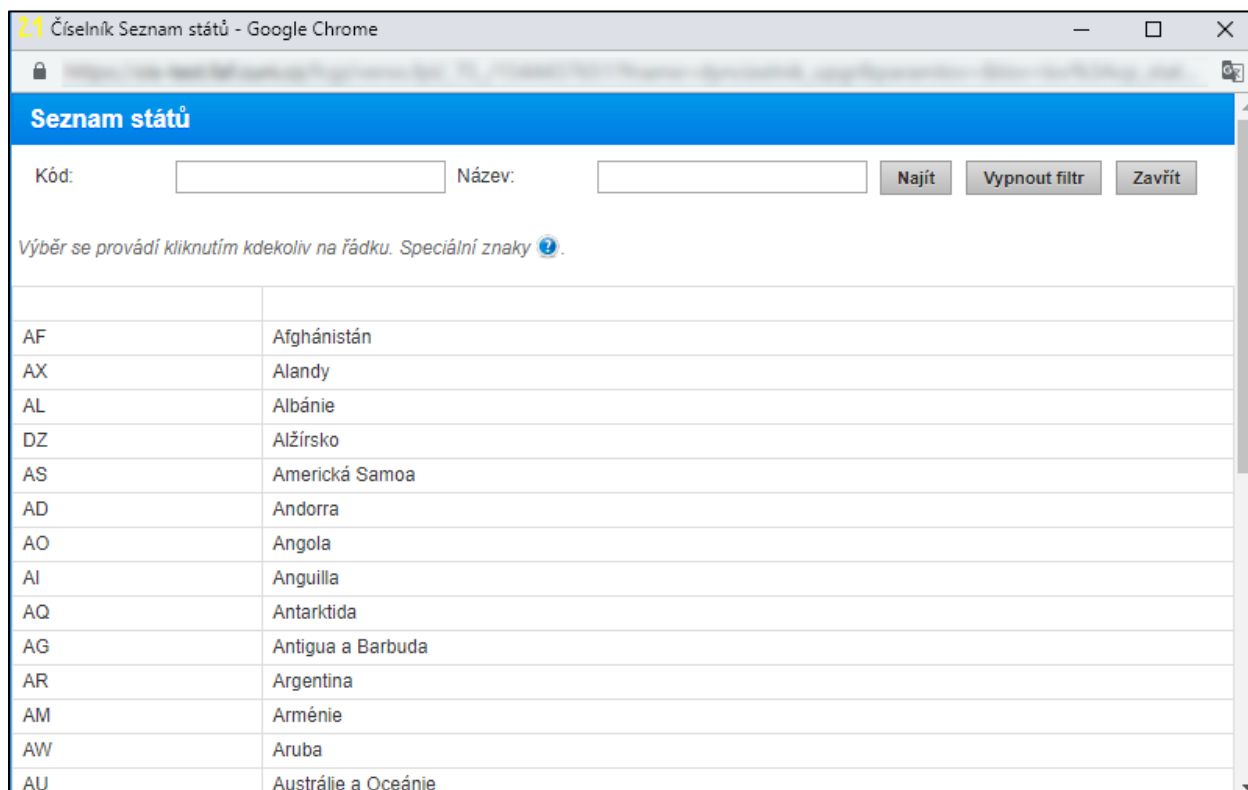 2.1 Číselník Seznam států - Google Chrome
Seznam států
Kód: Název: Najít Vypnout filtr Zavřít
Výběr se provádí kliknutím kdekoliv na řádku. Speciální znaky ?.
AF Afghánistán
AX Alandy
AL Albánie
DZ Alžírsko
AS Americká Samoa
AD Andorra
AO Angola
AI Anguilla
AQ Antarktida
AG Antigua a Barbuda
AR Argentina
AM Arménie
AW Aruba
AU Austrálie a Oceánie